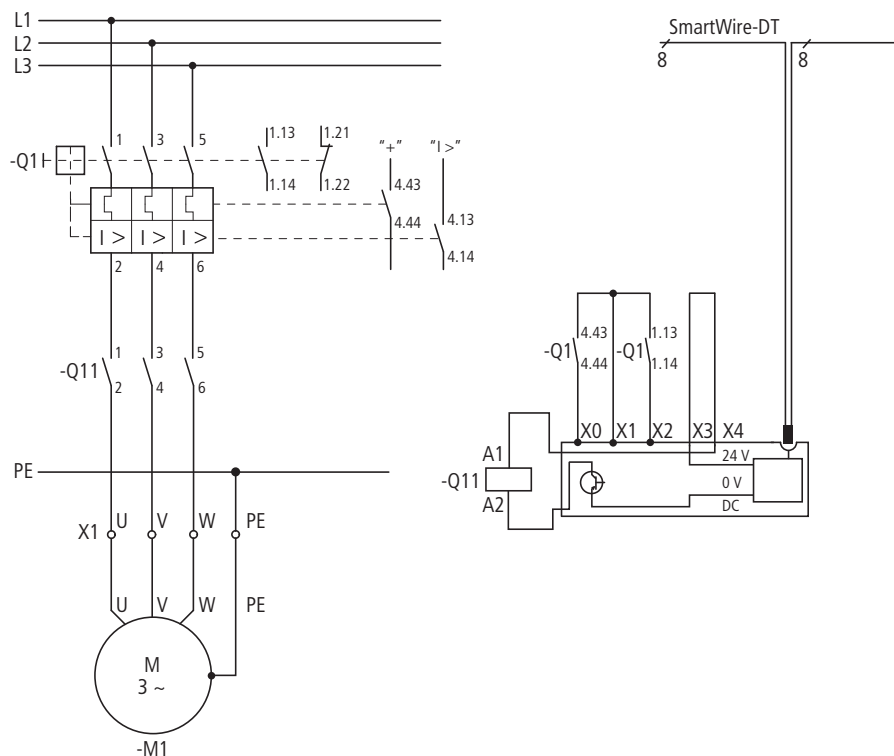 L1
L2
L3
SmartWire-DT
8 8
1 3 5 1.13 1.21 "+" "I >"
-Q1
1.14 1.22 4.43
4.44 4.13
I > I > I > 4.14
2 4 6
1 3 5
-Q11
2 4 6
4.43 1.13
-Q1 -Q1
4.44 1.14
X0 X1 X2 X3 X4
A1 24 V
-Q11 0 V
A2 DC
PE
U V W PE
X1
U V W PE
M
3 ~
-M1